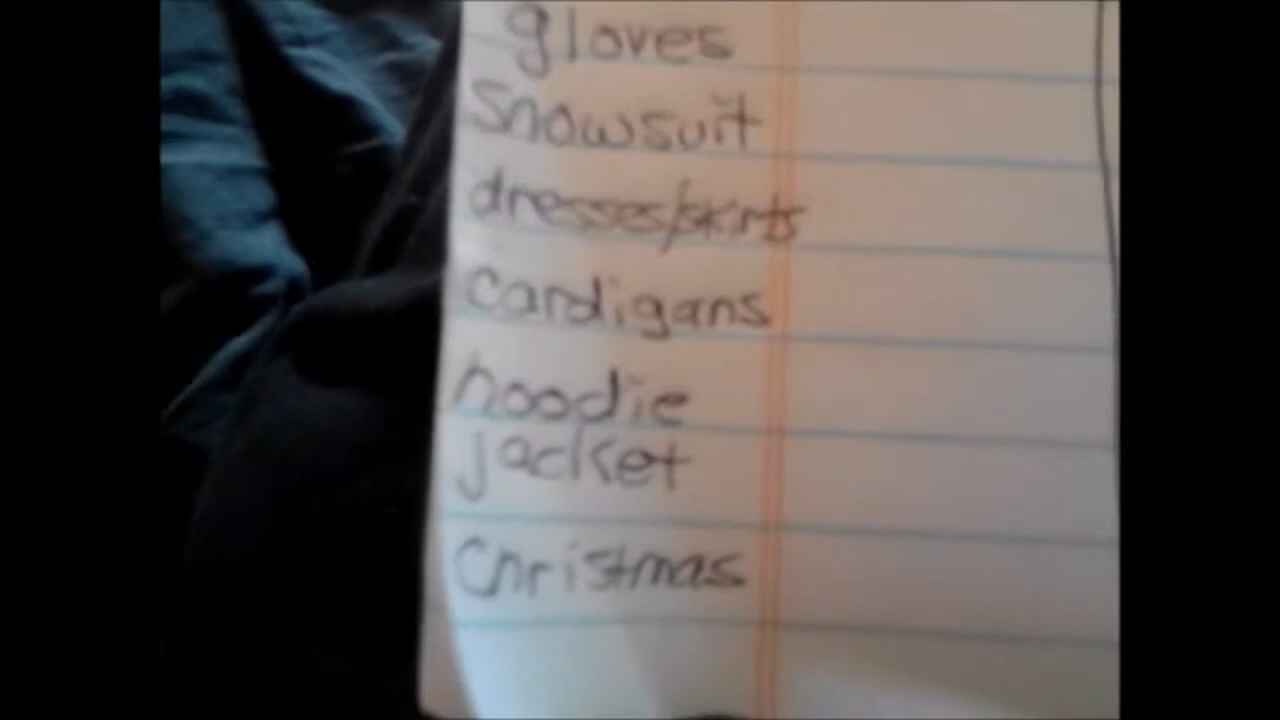 gloves
snowsuit
dresses/skirts
cardigans
hoodie
jacket
Christmas